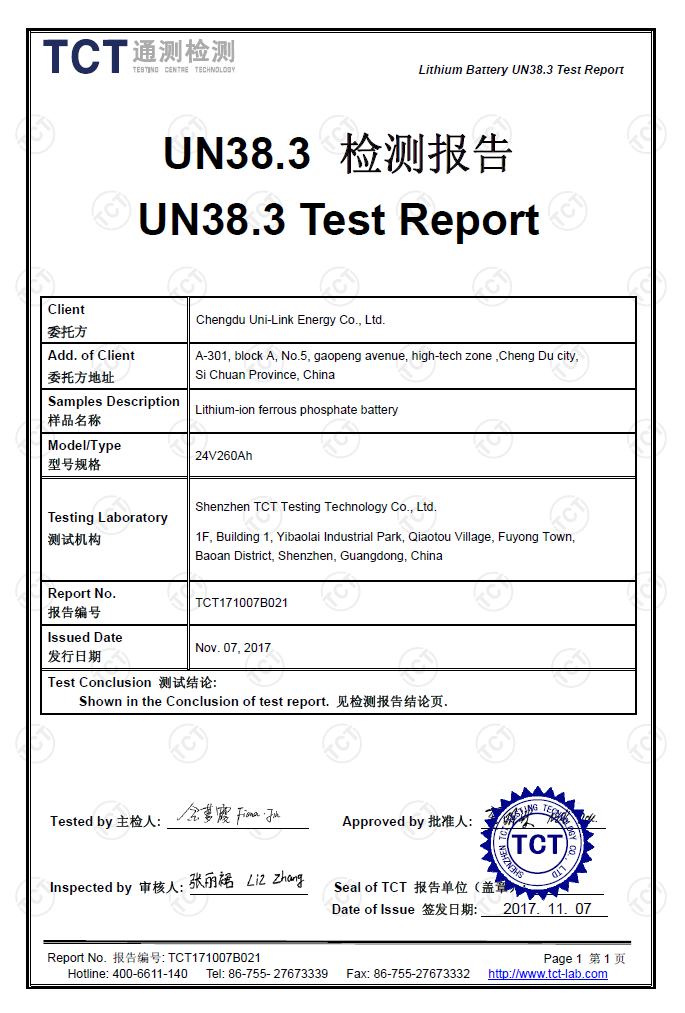 TCT 通测检测
TESTING CENTRE TECHNOLOGY
Lithium Battery UN38.3 Test Report
UN38.3 检测报告
UN38.3 Test Report
Client
委托方
Chengdu Uni-Link Energy Co., Ltd.
Add. of Client
委托方地址
A-301, block A, No.5, gaopeng avenue, high-tech zone ,Cheng Du city,
Si Chuan Province, China
Samples Description
样品名称
Lithium-ion ferrous phosphate battery
Model/Type
型号规格
24V260Ah
Testing Laboratory
测试机构
Shenzhen TCT Testing Technology Co., Ltd.
1F, Building 1, Yibaolai Industrial Park, Qiaotou Village, Fuyong Town,
Baoan District, Shenzhen, Guangdong, China
Report No.
报告编号
TCT171007B021
Issued Date
发行日期
Nov. 07, 2017
Test Conclusion 测试结论:
Shown in the Conclusion of test report. 见检测报告结论页.
Tested by 主检人:
Approved by 批准人:
Inspected by 审核人: 张丽裙 Liz Zhang
Seal of TCT 报告单位（盖章）:
SHENZHEN TCT TESTING TECHNOLOGY CO., LTD
TCT
Date of Issue 签发日期: 2017. 11. 07
Report No. 报告编号: TCT171007B021
Page 1 第 1 页
Hotline: 400-6611-140 Tel: 86-755- 27673339 Fax: 86-755-27673332 http://www.tct-lab.com